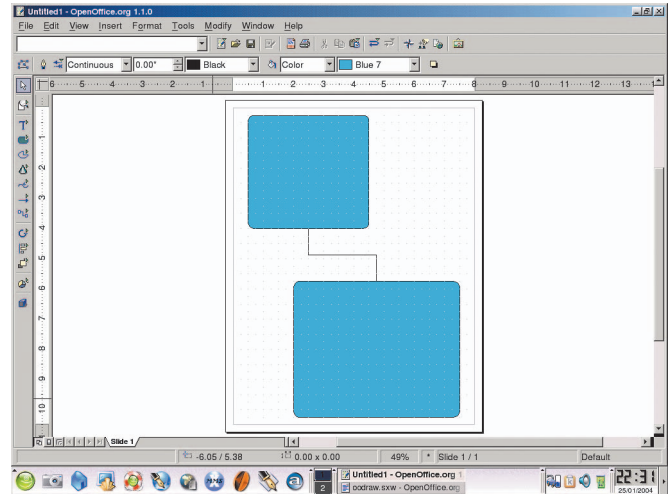 Untitled1 - OpenOffice.org 1.1.0
File Edit View Insert Format Tools Modify Window Help
Continuous 0.00" Black Color Blue 7
6 5 4 3 2 1 1 2 3 4 5 6 7 8 9 10 11 12 13
1
2
3
4
5
6
7
8
9
10
Slide 1
-6.05 / 5.38 0.00 x 0.00 49% * Slide 1 / 1 Default
1 Untitled1 - OpenOffice.org 1
2 oodraw.sxw - OpenOffice.org
22:31
25/01/2004